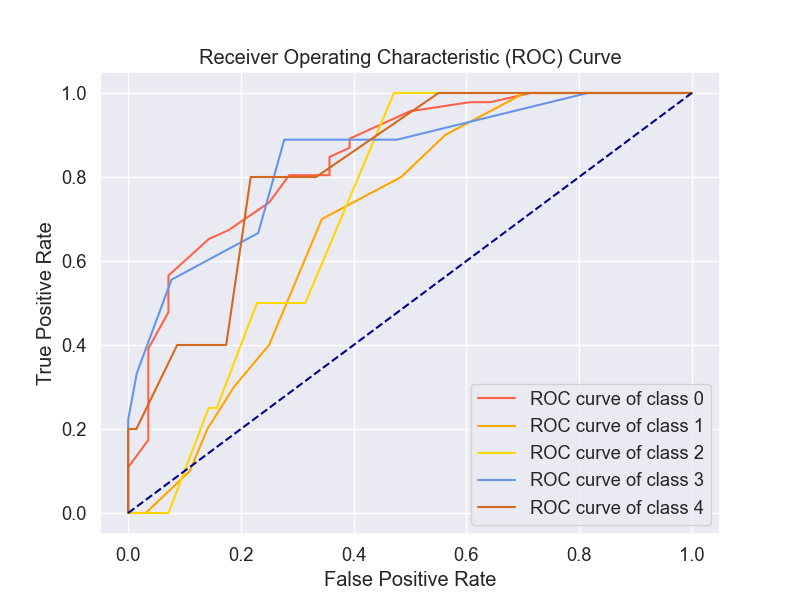 Receiver Operating Characteristic (ROC) Curve
1.0
0.8
0.6
0.4
0.2
0.0
True Positive Rate
ROC curve of class 0
ROC curve of class 1
ROC curve of class 2
ROC curve of class 3
ROC curve of class 4
0.0 0.2 0.4 0.6 0.8 1.0
False Positive Rate